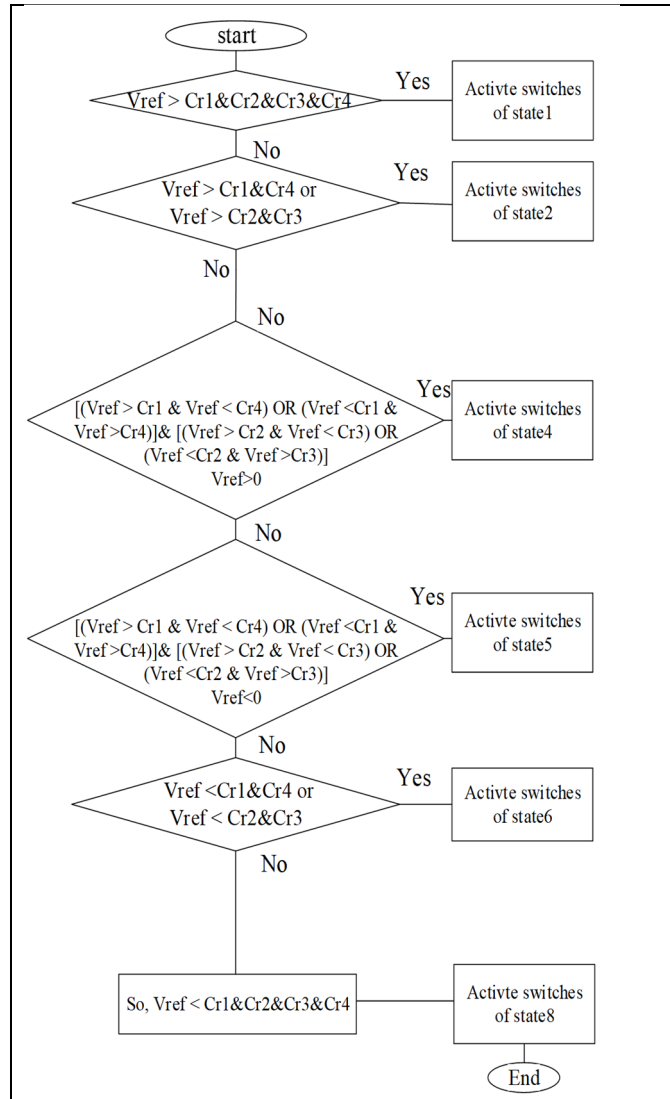 start
Vref > Cr1&Cr2&Cr3&Cr4
Yes
Activte switches
of state1
No
Vref > Cr1&Cr4 or
Vref > Cr2&Cr3
Yes
Activte switches
of state2
No
No
[(Vref > Cr1 & Vref < Cr4) OR (Vref <Cr1 &
Vref >Cr4)]& [(Vref > Cr2 & Vref < Cr3) OR
(Vref <Cr2 & Vref >Cr3)]
Vref>0
Yes
Activte switches
of state4
No
[(Vref > Cr1 & Vref < Cr4) OR (Vref <Cr1 &
Vref >Cr4)]& [(Vref > Cr2 & Vref < Cr3) OR
(Vref <Cr2 & Vref >Cr3)]
Vref<0
Yes
Activte switches
of state5
No
Vref <Cr1&Cr4 or
Vref < Cr2&Cr3
Yes
Activte switches
of state6
No
So, Vref < Cr1&Cr2&Cr3&Cr4
Activte switches
of state8
End